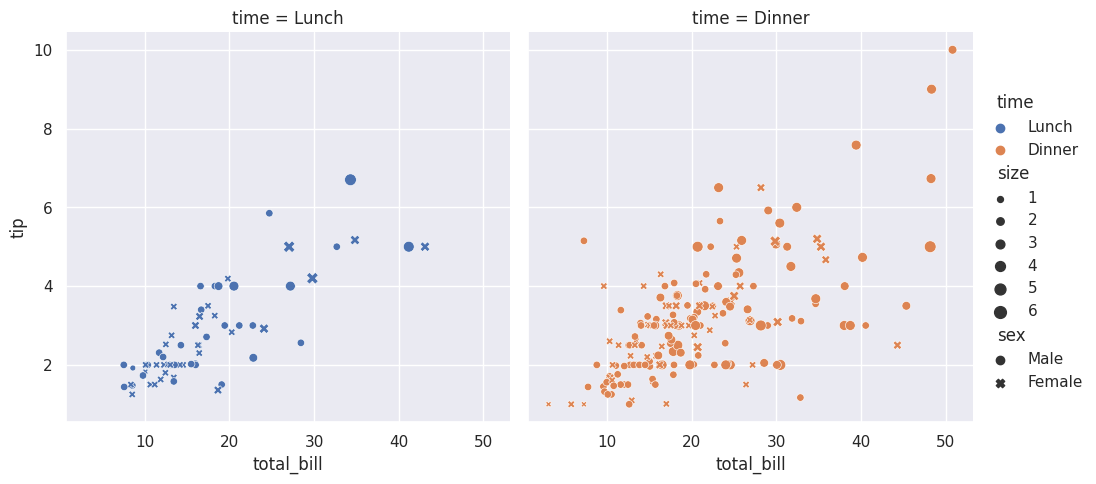 time = Lunch
time = Dinner
10
8
6
4
2
tip
10 20 30 40 50
total_bill
10 20 30 40 50
total_bill
time
Lunch
Dinner
size
1
2
3
4
5
6
sex
Male
Female